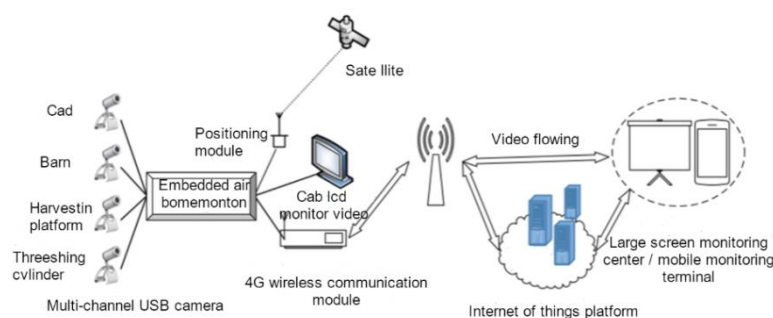 Sate llite
Cad
Positioning
module
Video flowing
Barn
Embedded air
bomemonton
Cab lcd
monitor video
Harvestin
platform
Threeshing
cvlinder
4G wireless communication
module
Large screen monitoring
center / mobile monitoring
terminal
Multi-channel USB camera
Internet of things platform